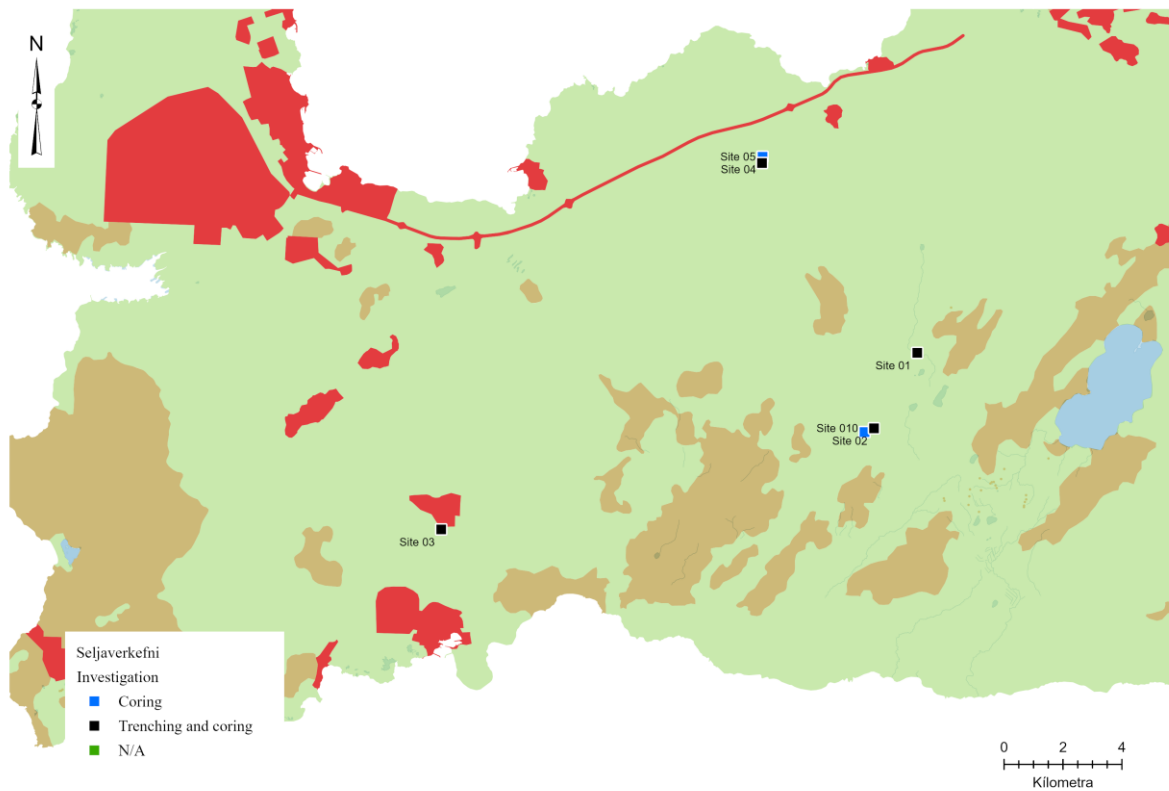 N
Site 05
Site 04
Site 01
Site 010
Site 02
Site 03
Seljaverkefni
Investigation
Coring
Trenching and coring
N/A
0 2 4
Kílometra